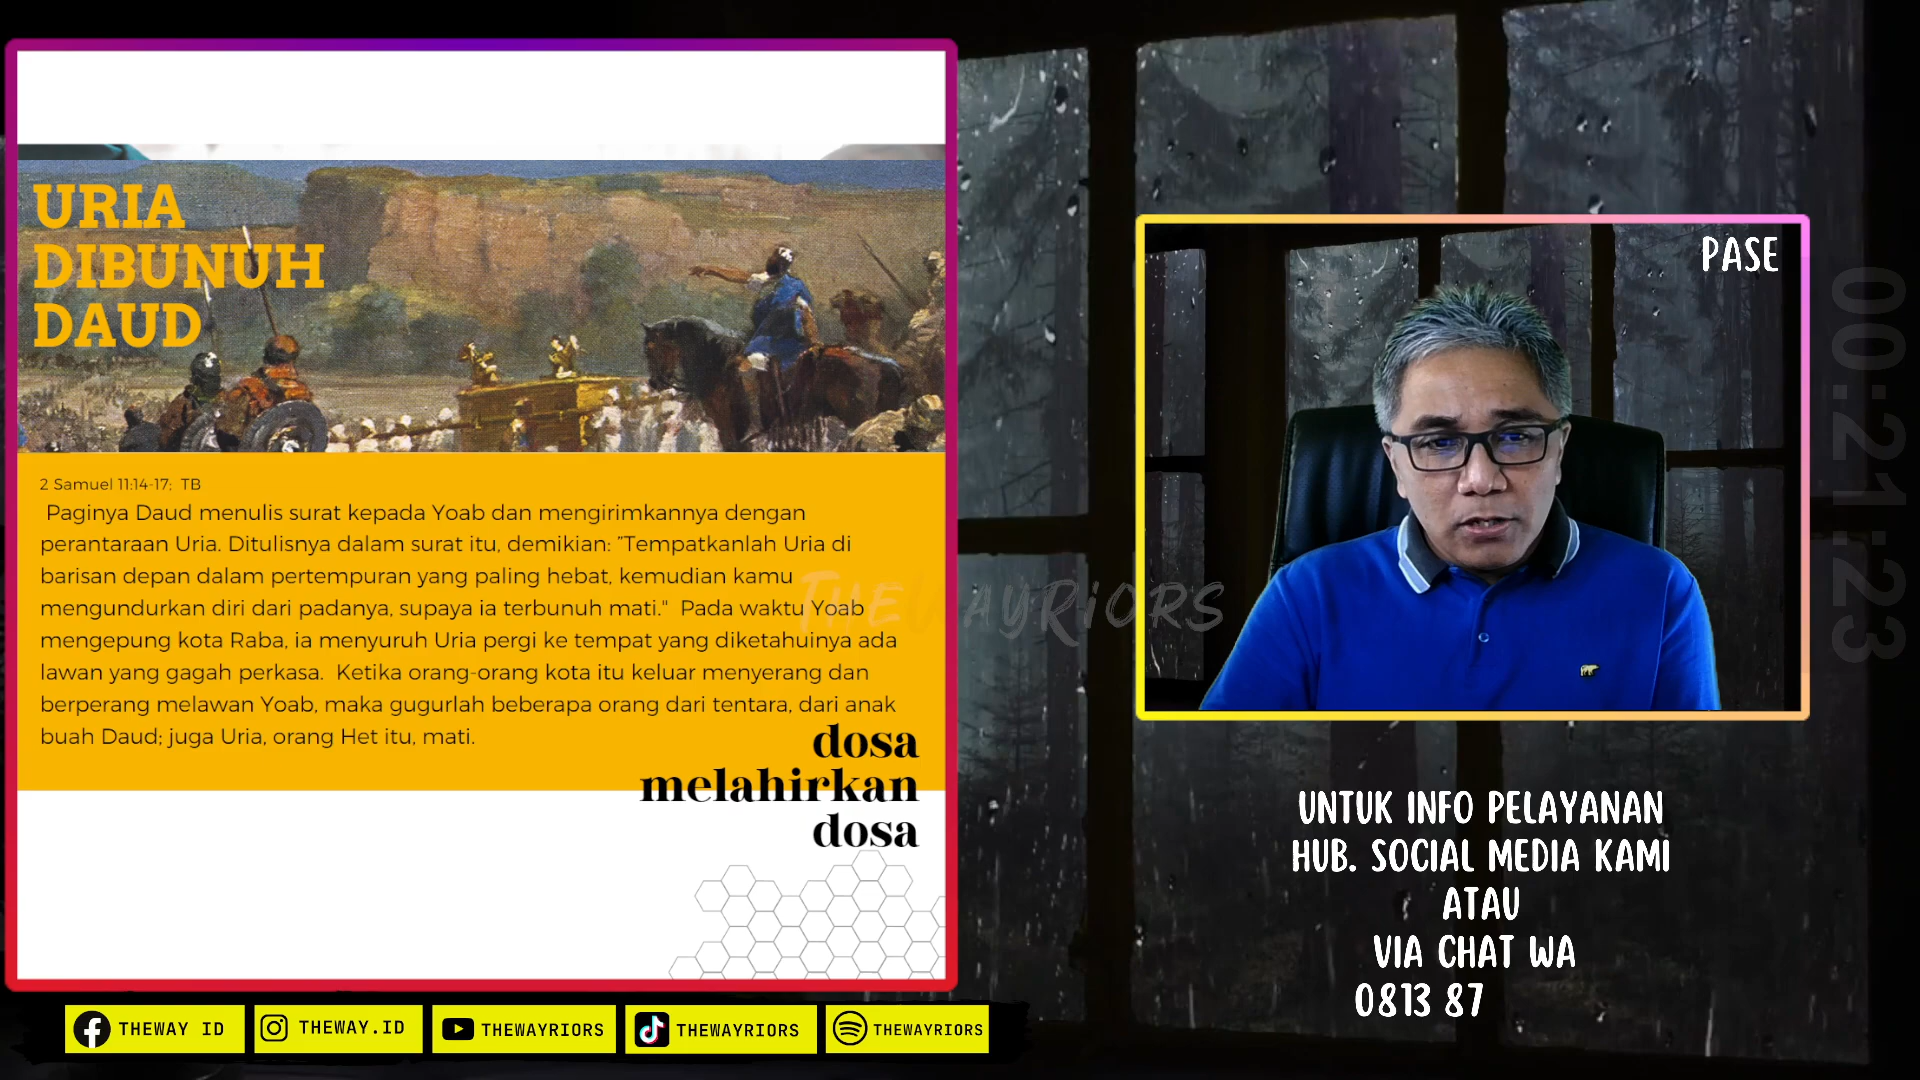 URIA
DIBUNUH
DAUD
2 Samuel 11:14-17; TB
Paginya Daud menulis surat kepada Yoab dan mengirimkannya dengan
perantaraan Uria. Ditulisnya dalam surat itu, demikian: "Tempatkanlah Uria di
barisan depan dalam pertempuran yang paling hebat, kemudian kamu
mengundurkan diri dari padanya, supaya ia terbunuh mati." Pada waktu Yoab
mengepung kota Raba, ia menyuruh Uria pergi ke tempat yang diketahuinya ada
lawan yang gagah perkasa. Ketika orang-orang kota itu keluar menyerang dan
berperang melawan Yoab, maka gugurlah beberapa orang dari tentara, dari anak
buah Daud; juga Uria, orang Het itu, mati.
dosa
melahirkan
dosa
THEWAYRIORS
PASE
00:21:23
UNTUK INFO PELAYANAN
HUB. SOCIAL MEDIA KAMI
ATAU
VIA CHAT WA
0813 87
THEWAY ID
THEWAY.ID
THEWAYRIORS
THEWAYRIORS
THEWAYRIORS